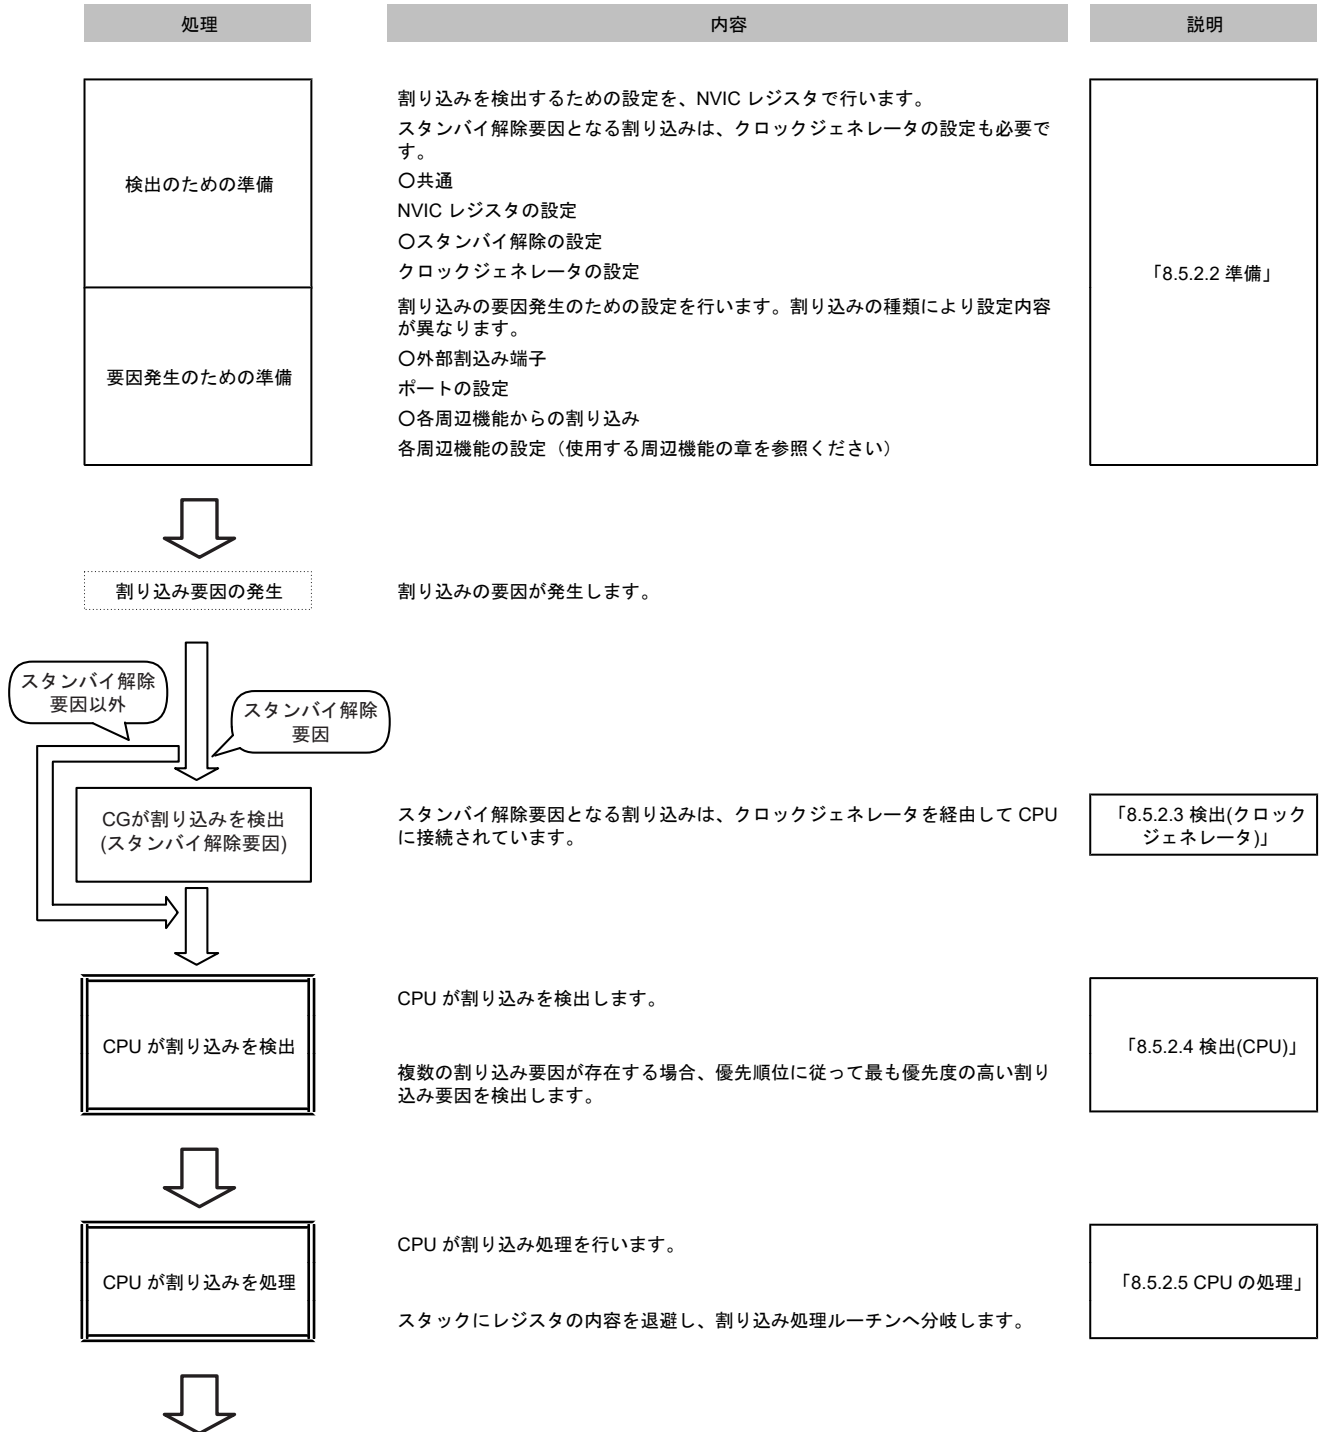 処理
内容
説明
検出のための準備
割り込みを検出するための設定を、NVIC レジスタで行います。
スタンバイ解除要因となる割り込みは、クロックジェネレータの設定も必要で
す。
〇共通
NVIC レジスタの設定
〇スタンバイ解除の設定
クロックジェネレータの設定
「8.5.2.2 準備」
要因発生のための準備
割り込みの要因発生のための設定を行います。割り込みの種類により設定内容
が異なります。
〇外部割込み端子
ポートの設定
〇各周辺機能からの割り込み
各周辺機能の設定（使用する周辺機能の章を参照ください）
割り込み要因の発生
割り込みの要因が発生します。
スタンバイ解除
要因以外
スタンバイ解除
要因
CGが割り込みを検出
(スタンバイ解除要因)
スタンバイ解除要因となる割り込みは、クロックジェネレータを経由して CPU
に接続されています。
「8.5.2.3 検出(クロック
ジェネレータ)」
CPU が割り込みを検出
CPU が割り込みを検出します。
複数の割り込み要因が存在する場合、優先順位に従って最も優先度の高い割り
込み要因を検出します。
「8.5.2.4 検出(CPU)」
CPU が割り込みを処理
CPU が割り込み処理を行います。
スタックにレジスタの内容を退避し、割り込み処理ルーチンへ分岐します。
「8.5.2.5 CPU の処理」